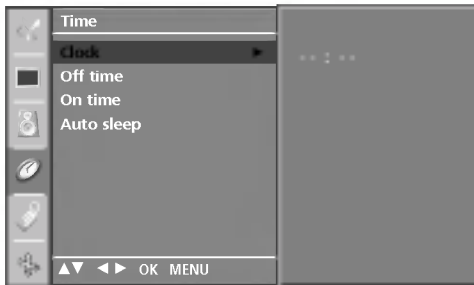 Time
Clock ►
-- : --
Off time
On time
Auto sleep
▲▼ ◄► OK MENU